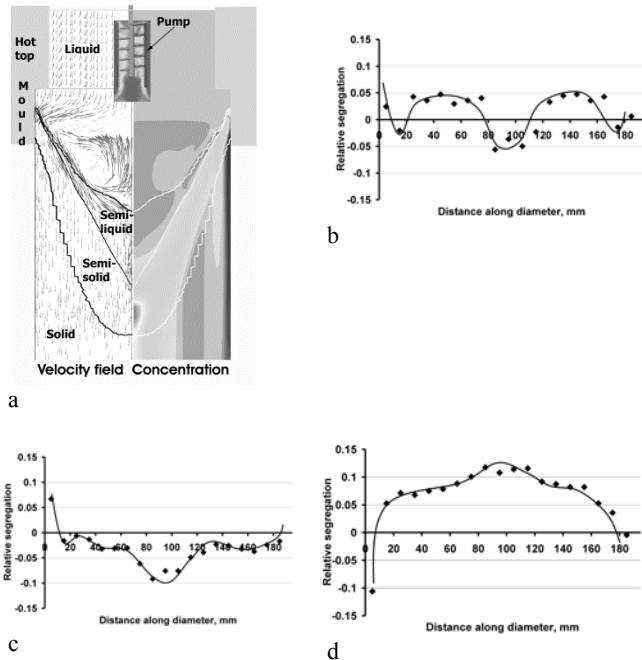 Hot
top
Liquid
Pump
Mould
Semi-
liquid
Semi-
solid
Solid
Velocity field
Concentration
a
Relative segregation
0.15
0.1
0.05
0
-0.05
-0.1
-0.15
20 40 60 80 100 120 140 160 180 200
Distance along diameter, mm
b
Relative segregation
0.15
0.1
0.05
0
-0.05
-0.1
-0.15
20 40 60 80 100 120 140 160 180 200
Distance along diameter, mm
c
Relative segregation
0.15
0.1
0.05
0
-0.05
-0.1
-0.15
20 40 60 80 100 120 140 160 180 200
Distance along diameter, mm
d